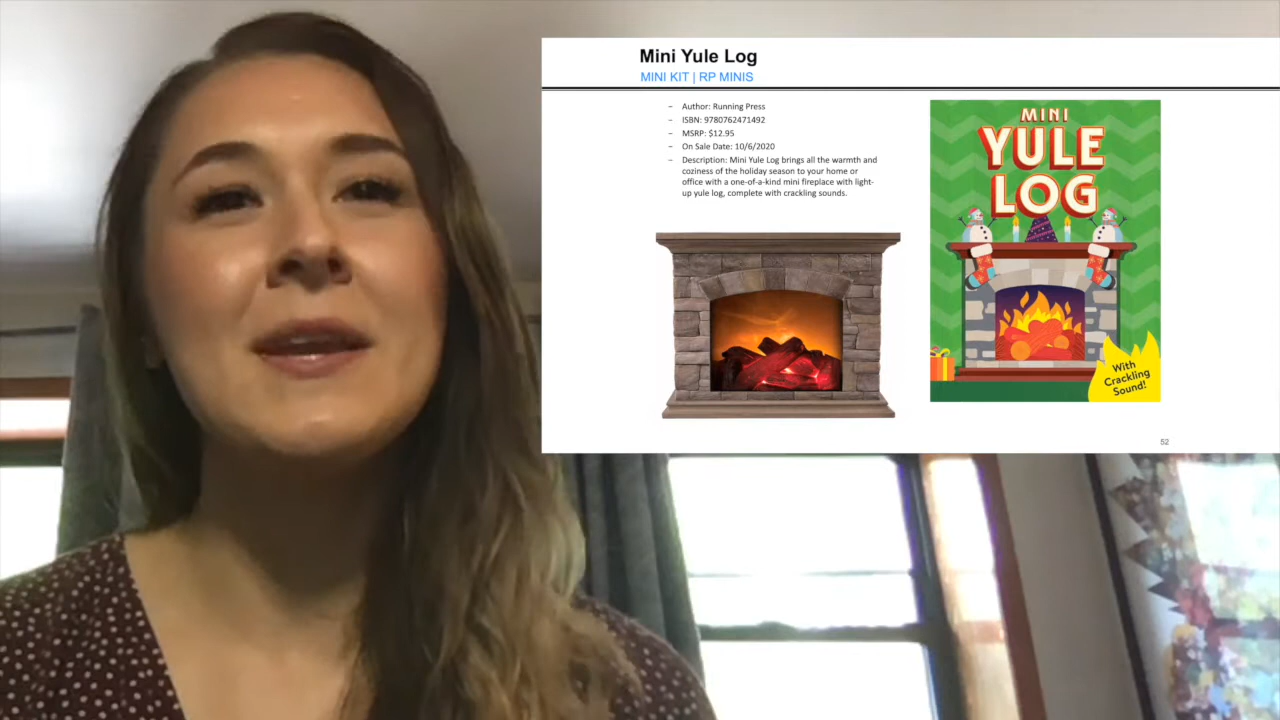 Mini Yule Log
MINI KIT | RP MINIS
– Author: Running Press
– ISBN: 9780762471492
– MSRP: $12.95
– On Sale Date: 10/6/2020
– Description: Mini Yule Log brings all the warmth and
coziness of the holiday season to your home or
office with a one-of-a-kind mini fireplace with light-
up yule log, complete with crackling sounds.
MINI
YULE
LOG
With
Crackling
Sound!
52